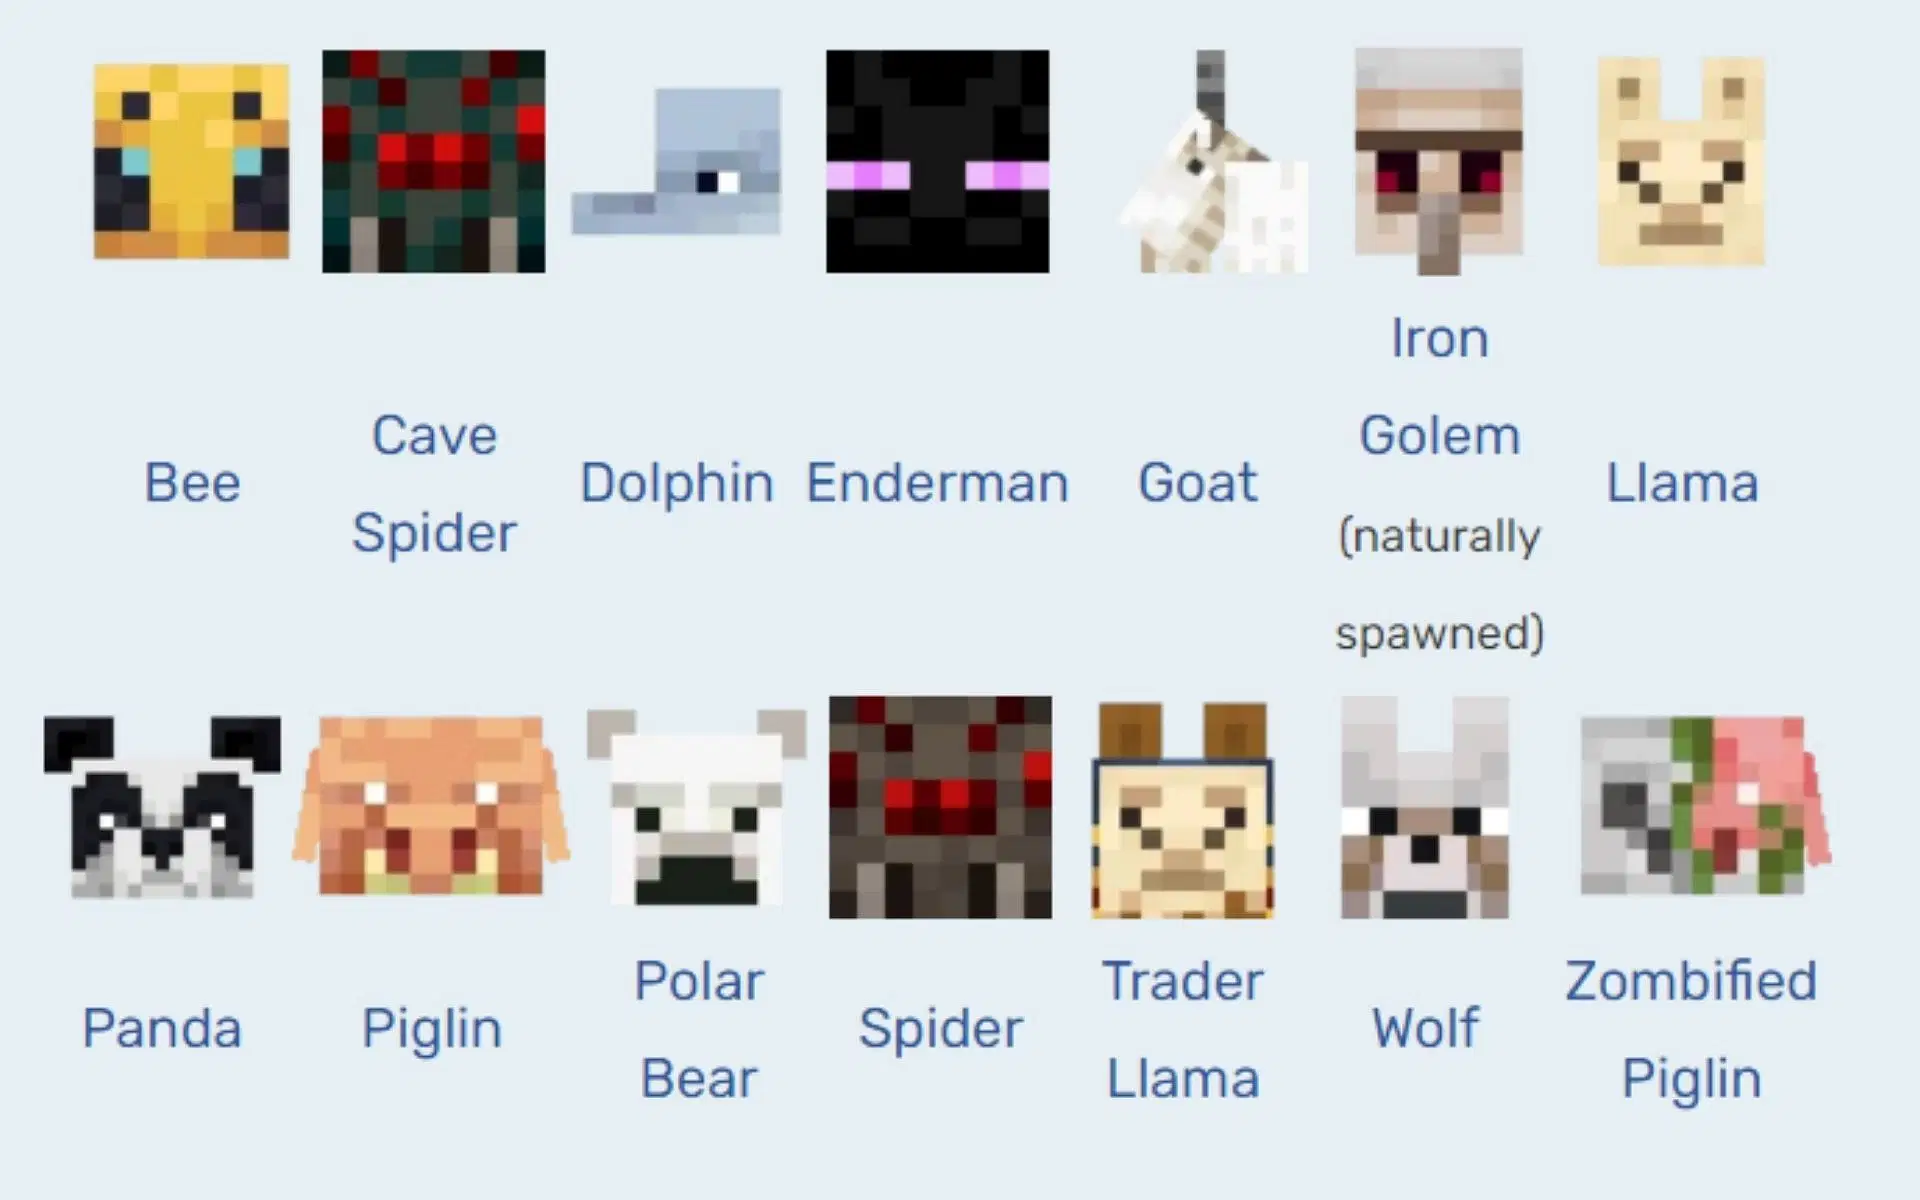 Bee
Cave
Spider
Dolphin
Enderman
Goat
Iron
Golem
(naturally
spawned)
Llama
Panda
Piglin
Polar
Bear
Spider
Trader
Llama
Wolf
Zombified
Piglin